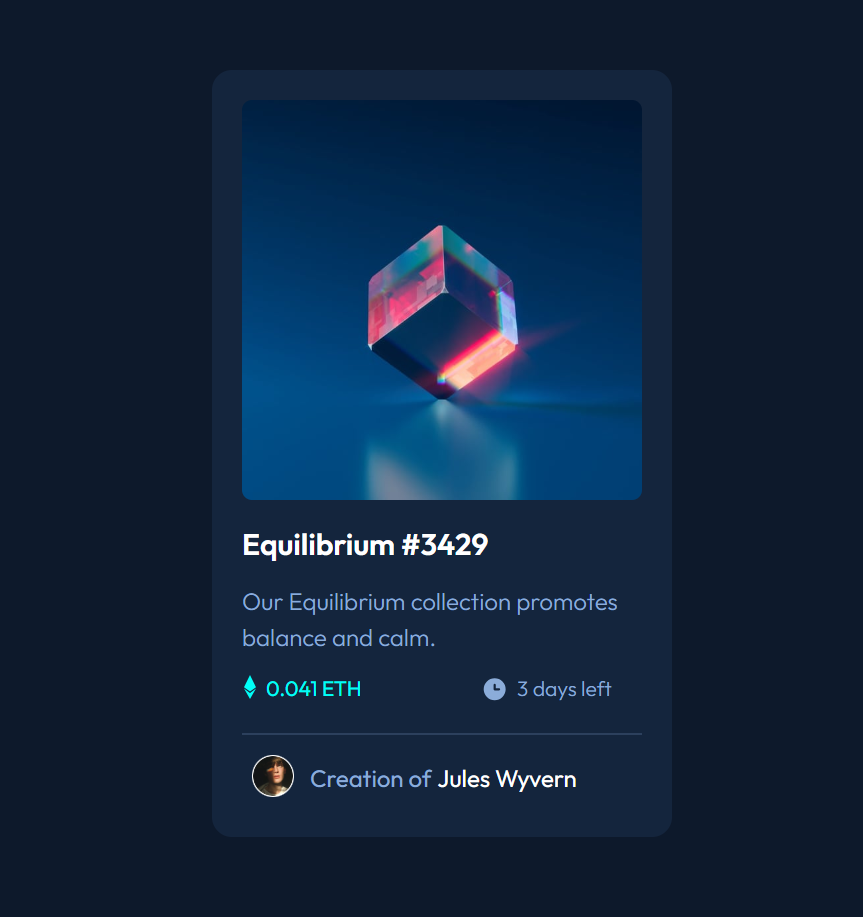 Equilibrium #3429
Our Equilibrium collection promotes
balance and calm.
0.041 ETH 3 days left
Creation of Jules Wyvern